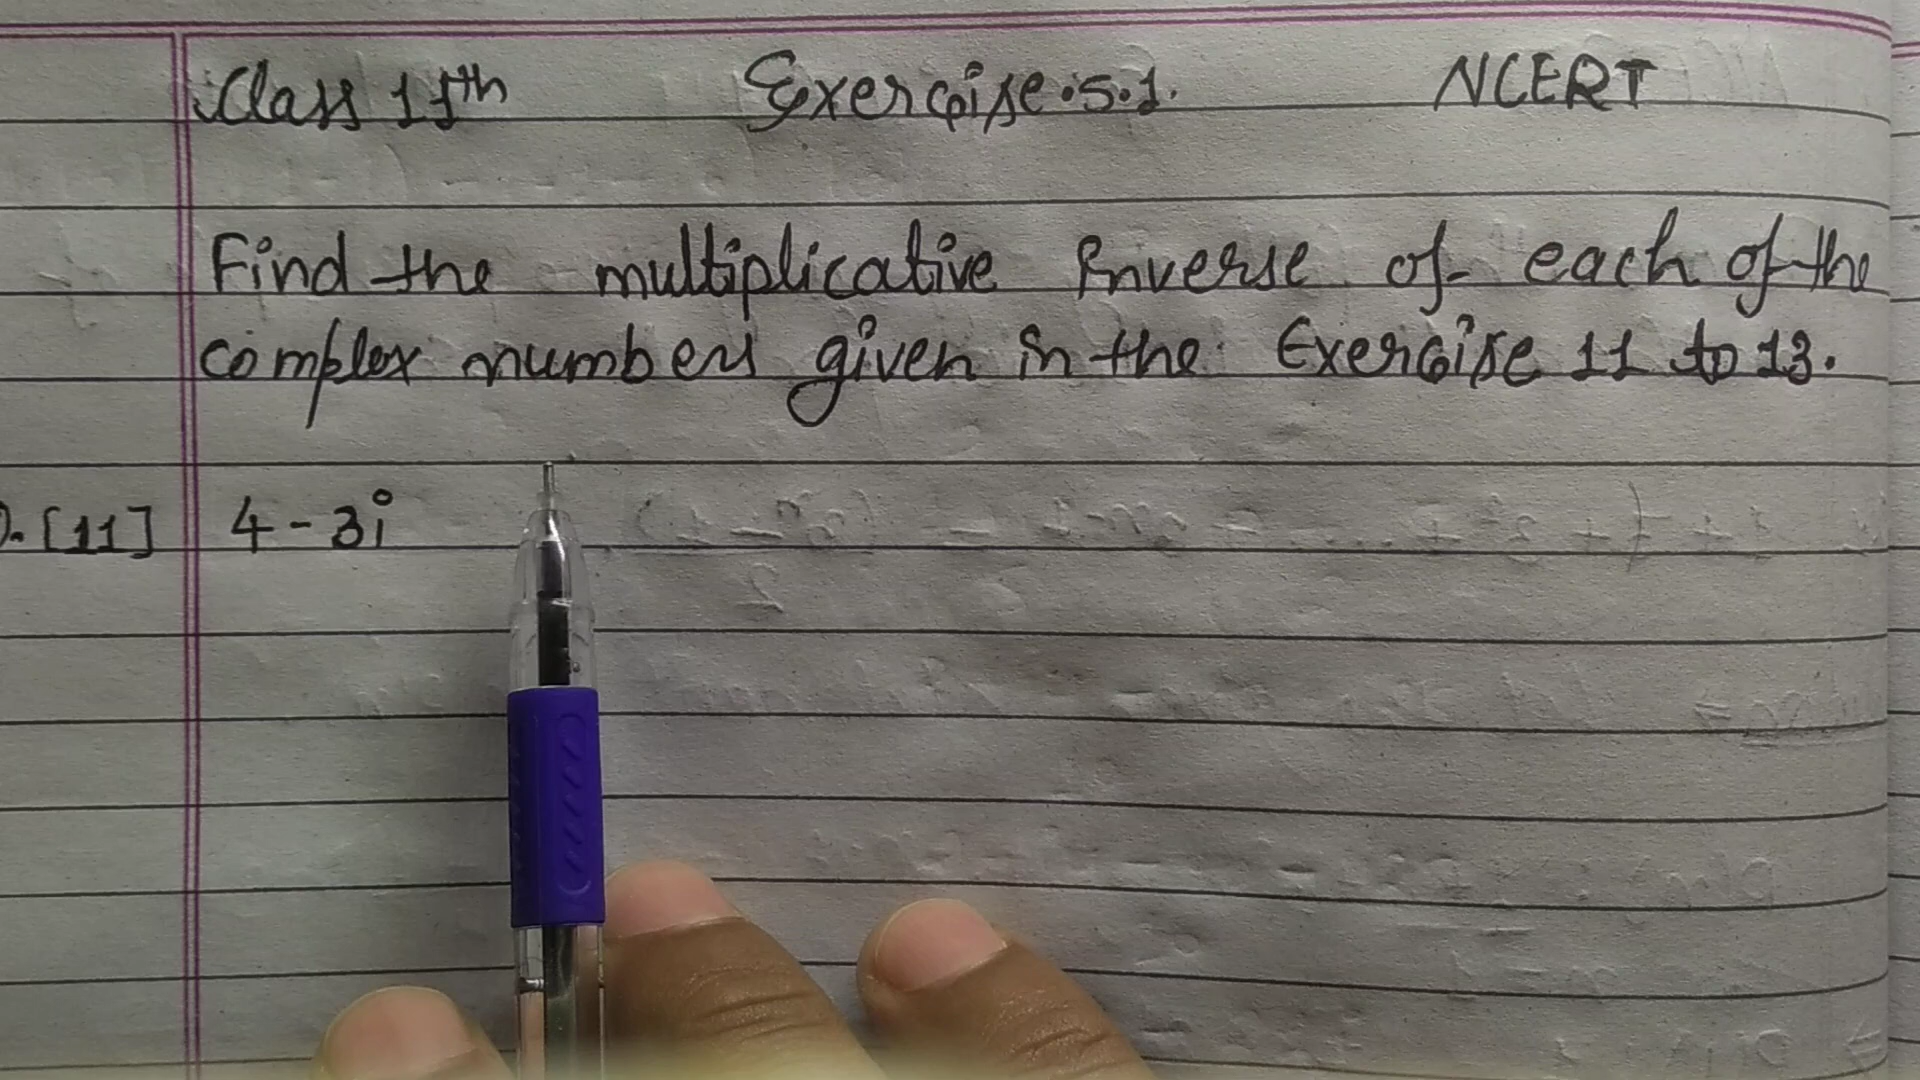 Class 11th Exercise.5.1. NCERT
Find the multiplicative inverse of each of the
complex numbers given in the Exercise 11 to 13.
[11] 4-3i